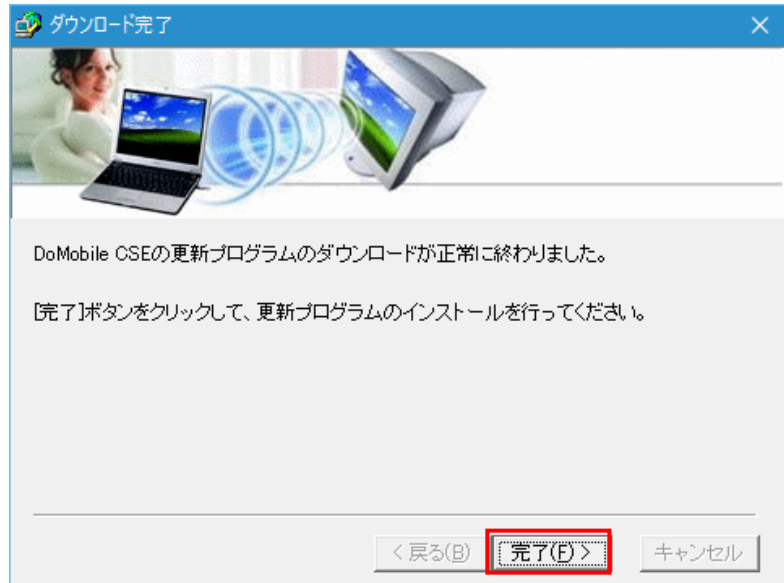 ダウンロード完了
DoMobile CSEの更新プログラムのダウンロードが正常に終わりました。
[完了]ボタンをクリックして、更新プログラムのインストールを行ってください。
< 戻る(B) 完了(F) > キャンセル